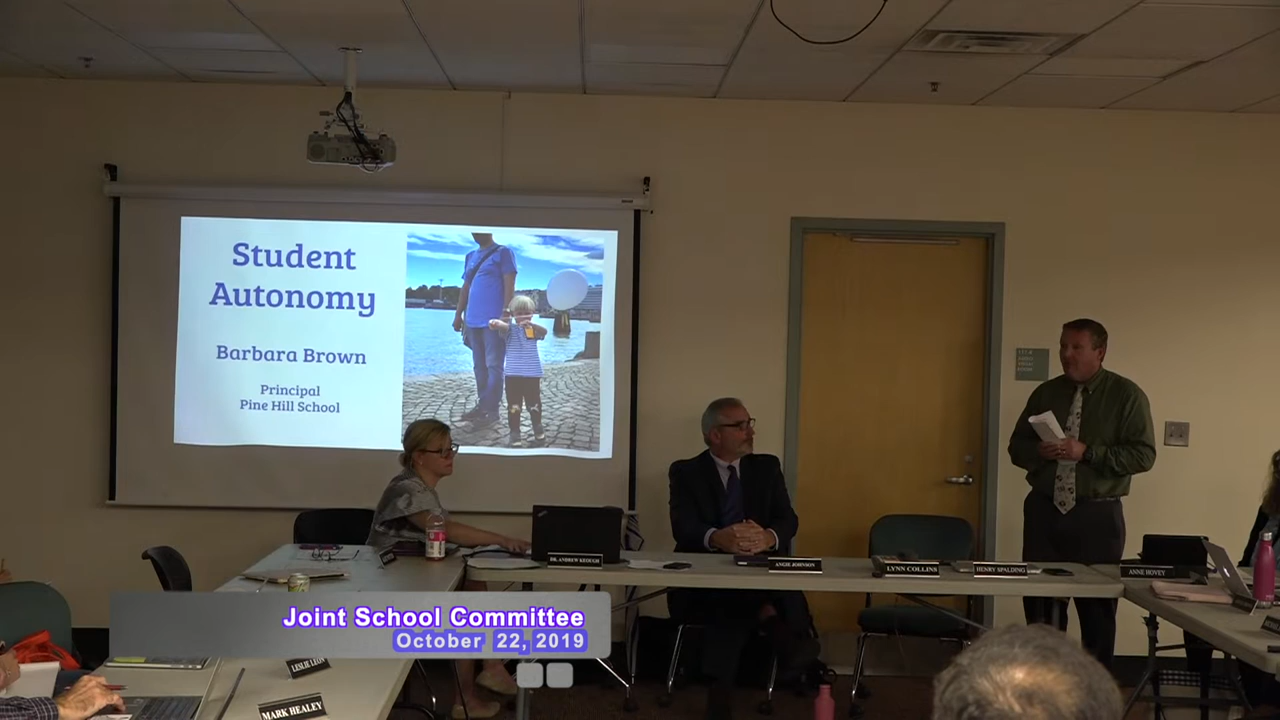 Student
Autonomy
Barbara Brown
Principal
Pine Hill School
DR. ANDREW KEOUGH
ANGIE JOHNSON
LYNN COLLINS
HENRY SPALDING
ANNE HOVEY
Joint School Committee
October 22, 2019
LESLIE LEON
MARK HEALEY